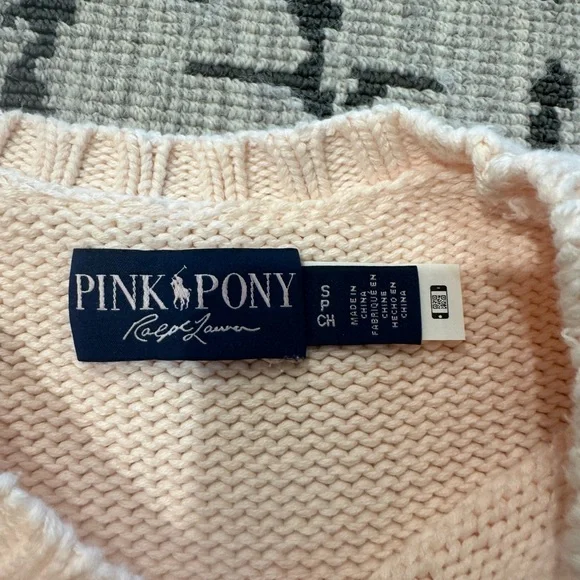 PINK PONY
Ralph Lauren
S
P
CH
MADE IN
CHINA
FABRIQUÉ EN
CHINE
HECHO EN
CHINA